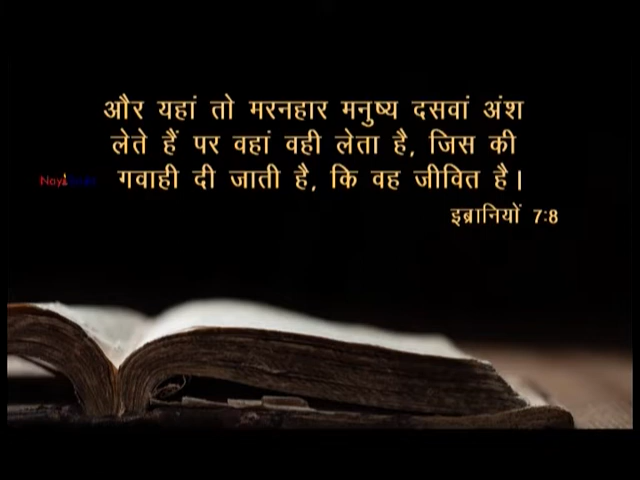 और यहां तो मरनहार मनुष्य दसवां अंश
लेते हैं पर वहां वही लेता है, जिस की
गवाही दी जाती है, कि वह जीवित है।
इब्रानियों 7:8